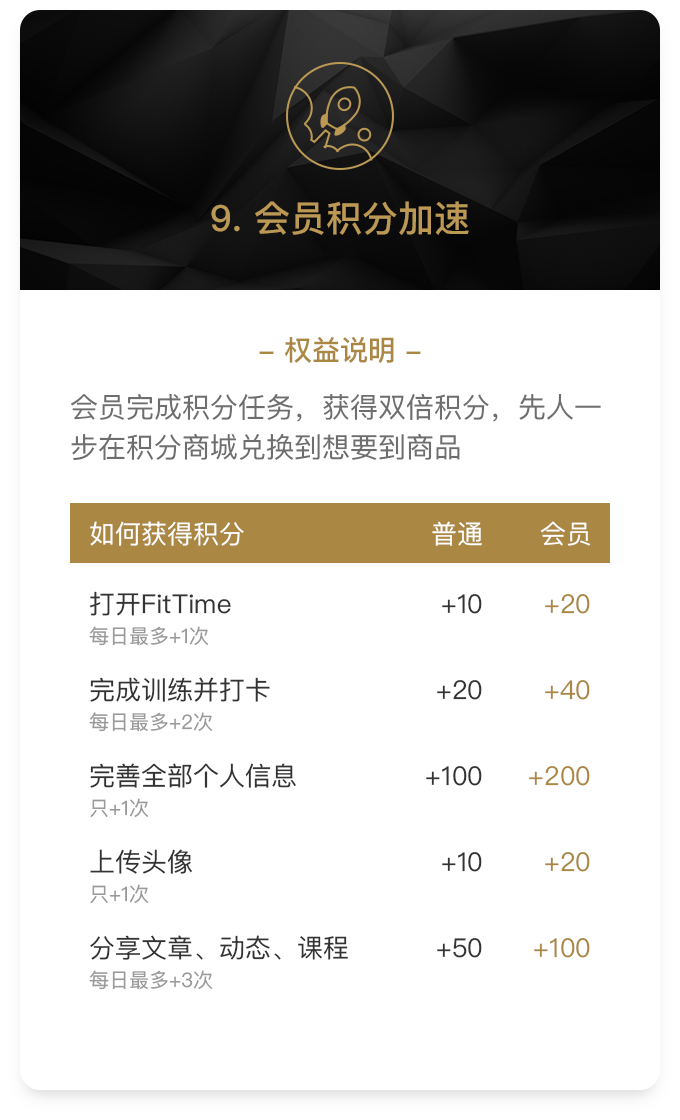 9. 会员积分加速
– 权益说明 –
会员完成积分任务，获得双倍积分，先人一
步在积分商城兑换到想要到商品
如何获得积分 普通 会员
打开FitTime +10 +20
每日最多+1次
完成训练并打卡 +20 +40
每日最多+2次
完善全部个人信息 +100 +200
只+1次
上传头像 +10 +20
只+1次
分享文章、动态、课程 +50 +100
每日最多+3次